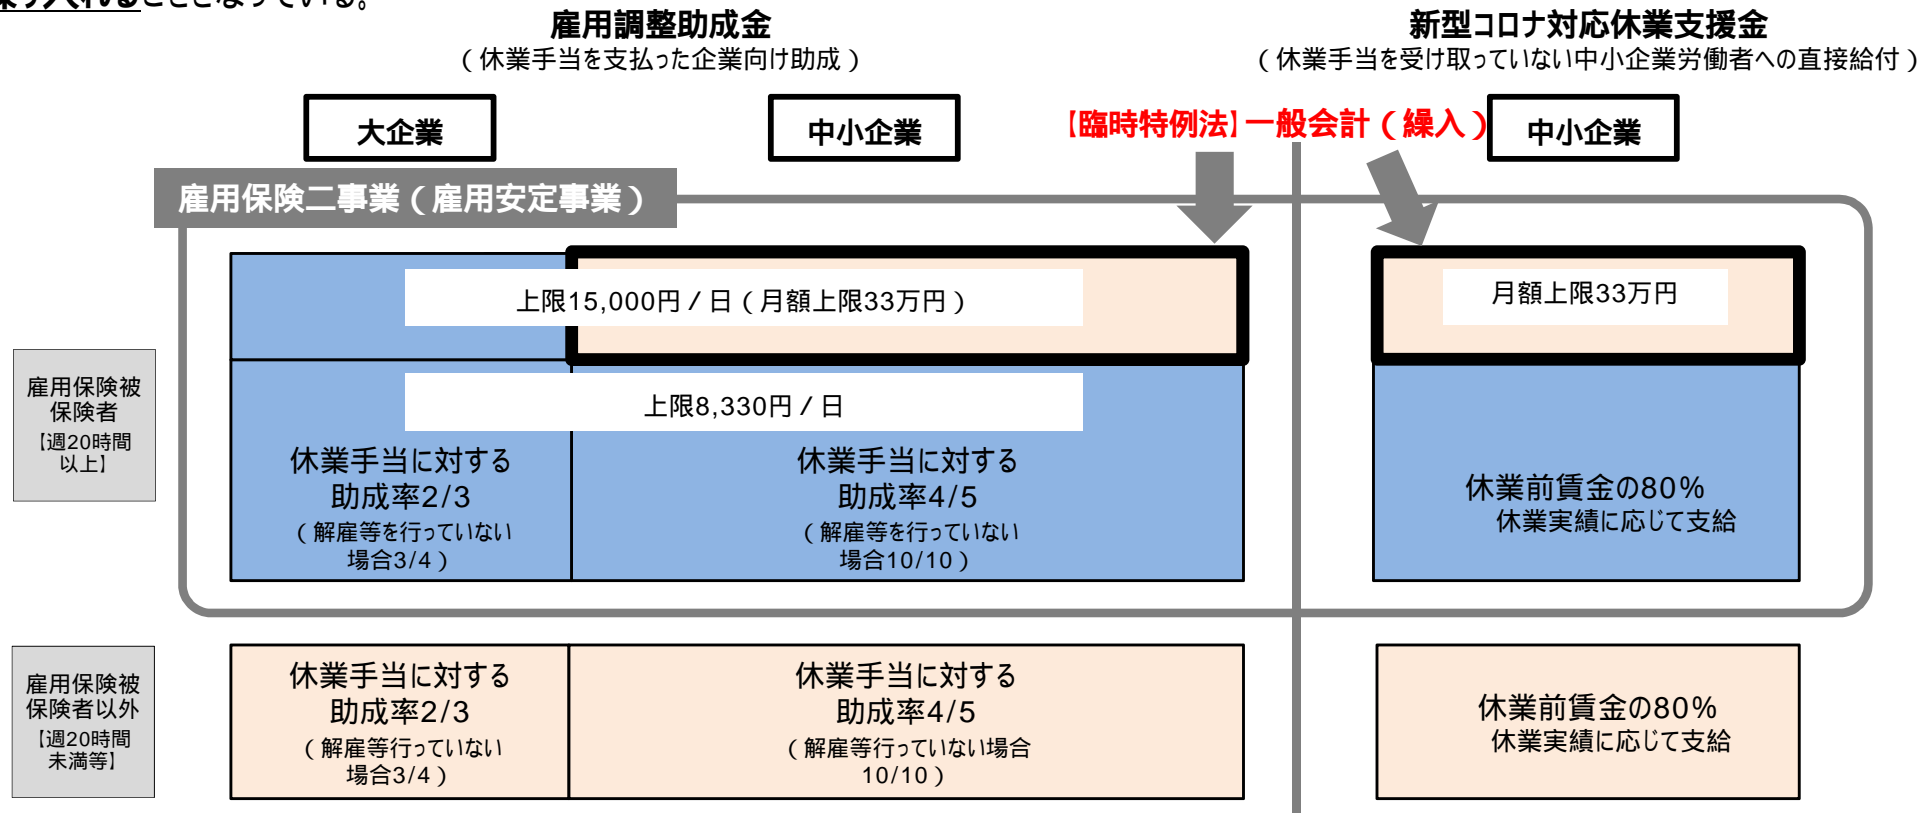 繰り入れることとなっている。
雇用調整助成金
（休業手当を支払った企業向け助成）
新型コロナ対応休業支援金
（休業手当を受け取っていない中小企業労働者への直接給付）
大企業
中小企業
【臨時特例法】一般会計（繰入）
中小企業
雇用保険二事業（雇用安定事業）
上限15,000円／日（月額上限33万円）
月額上限33万円
雇用保険被
保険者
【週20時間
以上】
上限8,330円／日
休業手当に対する
助成率2/3
（解雇等を行っていない
場合3/4）
休業手当に対する
助成率4/5
（解雇等を行っていない
場合10/10）
休業前賃金の80％
休業実績に応じて支給
雇用保険被
保険者以外
【週20時間
未満等】
休業手当に対する
助成率2/3
（解雇等行っていない
場合3/4）
休業手当に対する
助成率4/5
（解雇等行っていない場合
10/10）
休業前賃金の80％
休業実績に応じて支給